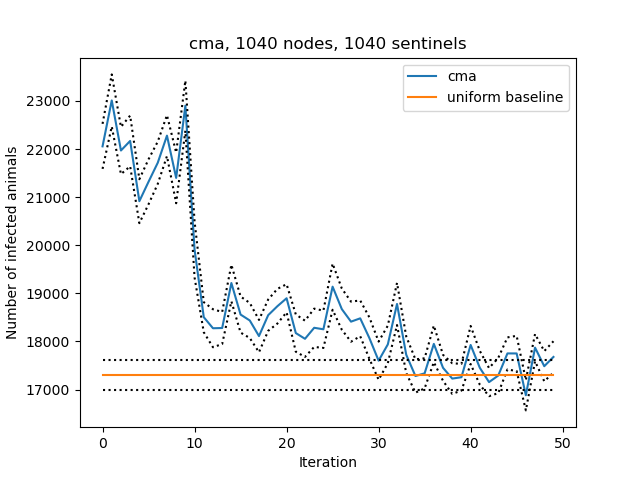 cma, 1040 nodes, 1040 sentinels
cma
uniform baseline
Number of infected animals
23000
22000
21000
20000
19000
18000
17000
0 10 20 30 40 50
Iteration